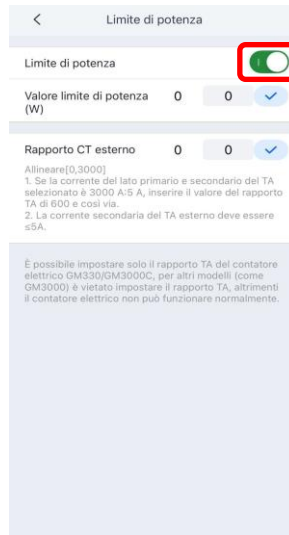 Limite di potenza
Limite di potenza
Valore limite di potenza 0 0
(W)
Rapporto CT esterno 0 0
Allineare[0,3000]
1. Se la corrente del lato primario e secondario del TA
selezionato è 3000 A:5 A, inserire il valore del rapporto
TA di 600 e così via.
2. La corrente secondaria del TA esterno deve essere
≤5A.
È possibile impostare solo il rapporto TA del contatore
elettrico GM330/GM3000C, per altri modelli (come
GM3000) è vietato impostare il rapporto TA, altrimenti
il contatore elettrico non può funzionare normalmente.